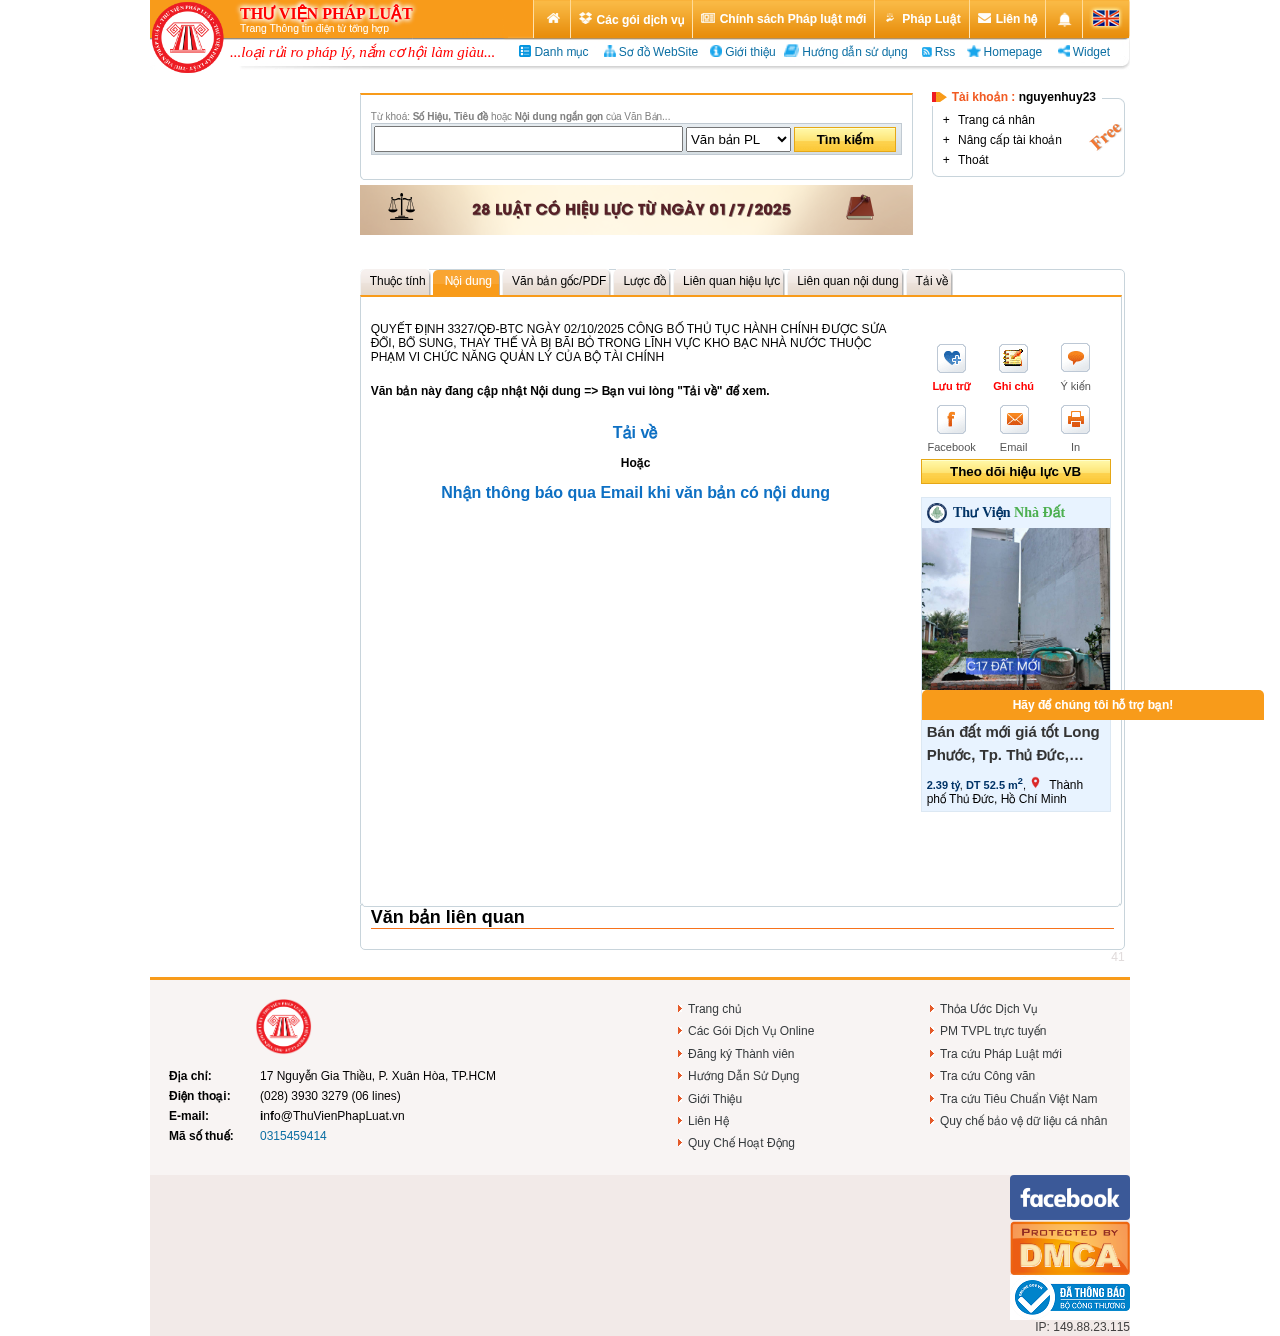 THƯ VIỆN PHÁP LUẬT
Trang Thông tin điện tử tổng hợp
Các gói dịch vụ
Chính sách Pháp luật mới
Pháp Luật
Liên hệ
...loại rủi ro pháp lý, nắm cơ hội làm giàu...
Danh mục
Sơ đồ WebSite
Giới thiệu
Hướng dẫn sử dụng
Rss
Homepage
Widget
Từ khoá: Số Hiệu, Tiêu đề hoặc Nội dung ngắn gọn của Văn Bản...
Văn bản PL
Tìm kiếm
Tài khoản : nguyenhuy23
+ Trang cá nhân
+ Nâng cấp tài khoản
+ Thoát
Free
28 LUẬT CÓ HIỆU LỰC TỪ NGÀY 01/7/2025
Thuộc tính
Nội dung
Văn bản gốc/PDF
Lược đồ
Liên quan hiệu lực
Liên quan nội dung
Tải về
QUYẾT ĐỊNH 3327/QĐ-BTC NGÀY 02/10/2025 CÔNG BỐ THỦ TỤC HÀNH CHÍNH ĐƯỢC SỬA
ĐỔI, BỔ SUNG, THAY THẾ VÀ BỊ BÃI BỎ TRONG LĨNH VỰC KHO BẠC NHÀ NƯỚC THUỘC
PHẠM VI CHỨC NĂNG QUẢN LÝ CỦA BỘ TÀI CHÍNH
Văn bản này đang cập nhật Nội dung => Bạn vui lòng "Tải về" để xem.
Tải về
Hoặc
Nhận thông báo qua Email khi văn bản có nội dung
Lưu trữ
Ghi chú
Ý kiến
Facebook
Email
In
Theo dõi hiệu lực VB
Thư Viện Nhà Đất
C17 ĐẤT MỚI
Hãy để chúng tôi hỗ trợ bạn!
Bán đất mới giá tốt Long
Phước, Tp. Thủ Đức,…
2.39 tỷ, DT 52.5 m2, Thành
phố Thủ Đức, Hồ Chí Minh
Văn bản liên quan
41
Địa chỉ: 17 Nguyễn Gia Thiều, P. Xuân Hòa, TP.HCM
Điện thoại: (028) 3930 3279 (06 lines)
E-mail: info@ThuVienPhapLuat.vn
Mã số thuế: 0315459414
Trang chủ
Các Gói Dịch Vụ Online
Đăng ký Thành viên
Hướng Dẫn Sử Dụng
Giới Thiệu
Liên Hệ
Quy Chế Hoạt Động
Thỏa Ước Dịch Vụ
PM TVPL trực tuyến
Tra cứu Pháp Luật mới
Tra cứu Công văn
Tra cứu Tiêu Chuẩn Việt Nam
Quy chế bảo vệ dữ liệu cá nhân
facebook
PROTECTED BY
DMCA
ĐÃ THÔNG BÁO
BỘ CÔNG THƯƠNG
IP: 149.88.23.115